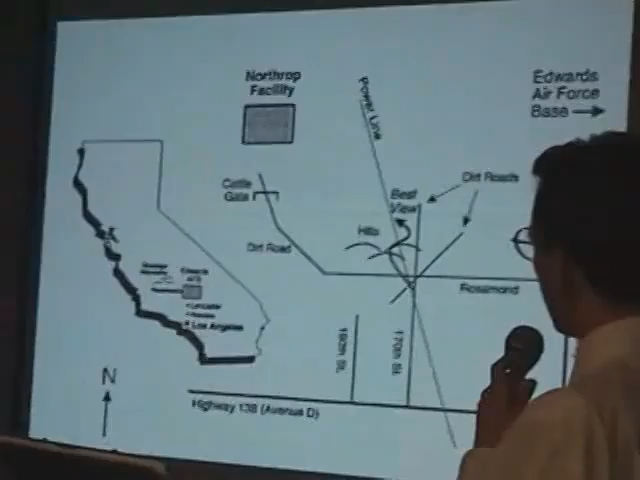 Northrop
Facility
Edwards
Air Force
Base
Power Line
Cattle
Gate
Best
View
Dirt Roads
Hills
Dirt Road
Rosamond
Los Angeles
170th St.
N
Highway 138 (Avenue D)